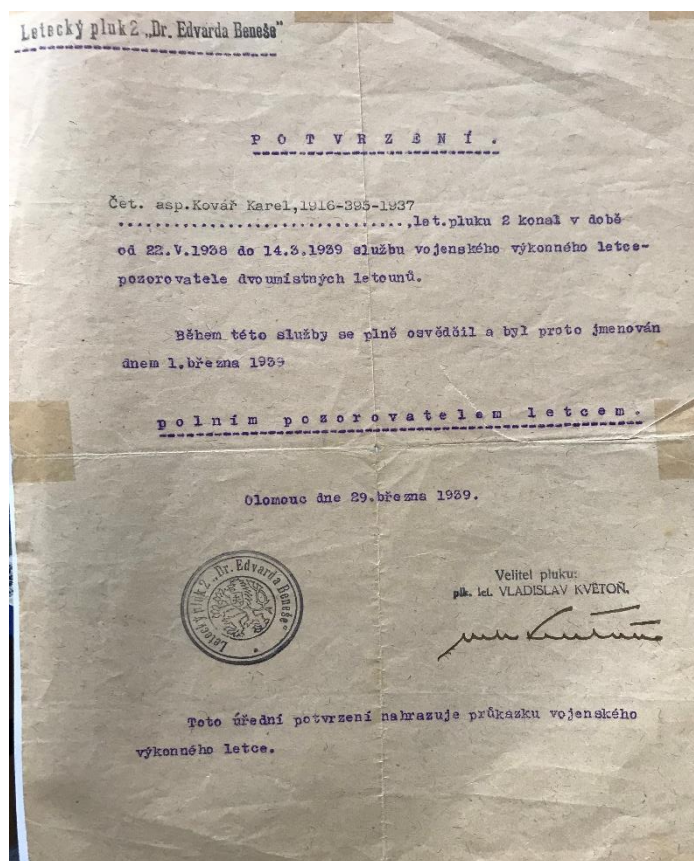 Letecký pluk 2 „Dr. Edvarda Beneše"
POTVRZENÍ.
Čet. asp.Kovář Karel,1916-395-1937
..................................,let.pluku 2 konal v době
od 22.V.1938 do 14.3.1939 službu vojenského výkonného letce-
pozorovatele dvoumístných letounů.
Během této služby se plně osvědčil a byl proto jmenován
dnem 1.března 1939
polním pozorovatelem letcem.
Olomouc dne 29.března 1939.
Letecký pluk 2 „Dr. Edvarda Beneše"
Velitel pluku:
plk. let. VLADISLAV KVĚTOŇ.
Toto úřední potvrzení nahrazuje průkazku vojenského
výkonného letce.